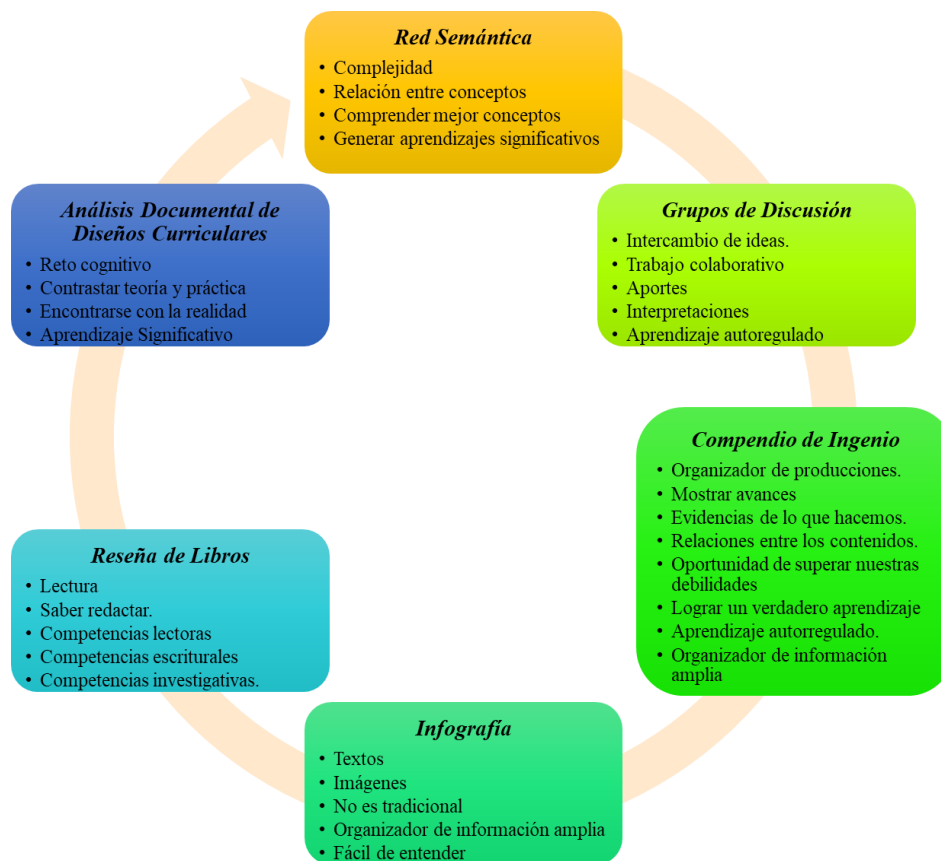 Red Semántica
• Complejidad
• Relación entre conceptos
• Comprender mejor conceptos
• Generar aprendizajes significativos
Grupos de Discusión
• Intercambio de ideas.
• Trabajo colaborativo
• Aportes
• Interpretaciones
• Aprendizaje autoregulado
Compendio de Ingenio
• Organizador de producciones.
• Mostrar avances
• Evidencias de lo que hacemos.
• Relaciones entre los contenidos.
• Oportunidad de superar nuestras
debilidades
• Lograr un verdadero aprendizaje
• Aprendizaje autorregulado.
• Organizador de información
amplia
Infografía
• Textos
• Imágenes
• No es tradicional
• Organizador de información amplia
• Fácil de entender
Reseña de Libros
• Lectura
• Saber redactar.
• Competencias lectoras
• Competencias escriturales
• Competencias investigativas.
Análisis Documental de
Diseños Curriculares
• Reto cognitivo
• Contrastar teoría y práctica
• Encontrarse con la realidad
• Aprendizaje Significativo